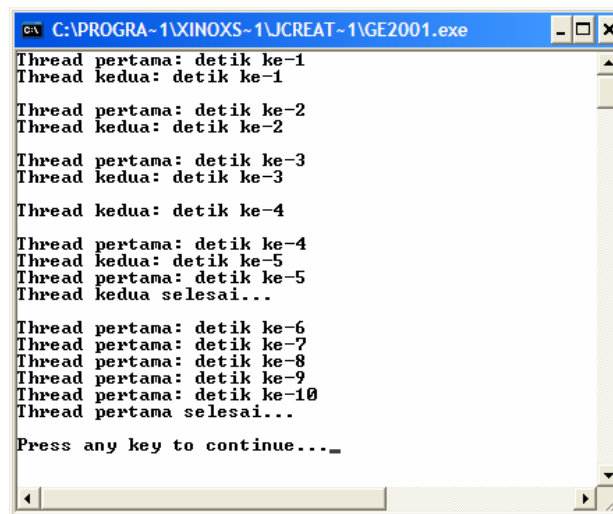 C:\PROGRA~1\XINOXS~1\JCREAT~1\GE2001.exe
Thread pertama: detik ke-1
Thread kedua: detik ke-1
Thread pertama: detik ke-2
Thread kedua: detik ke-2
Thread pertama: detik ke-3
Thread kedua: detik ke-3
Thread kedua: detik ke-4
Thread pertama: detik ke-4
Thread kedua: detik ke-5
Thread pertama: detik ke-5
Thread kedua selesai...
Thread pertama: detik ke-6
Thread pertama: detik ke-7
Thread pertama: detik ke-8
Thread pertama: detik ke-9
Thread pertama: detik ke-10
Thread pertama selesai...
Press any key to continue..._